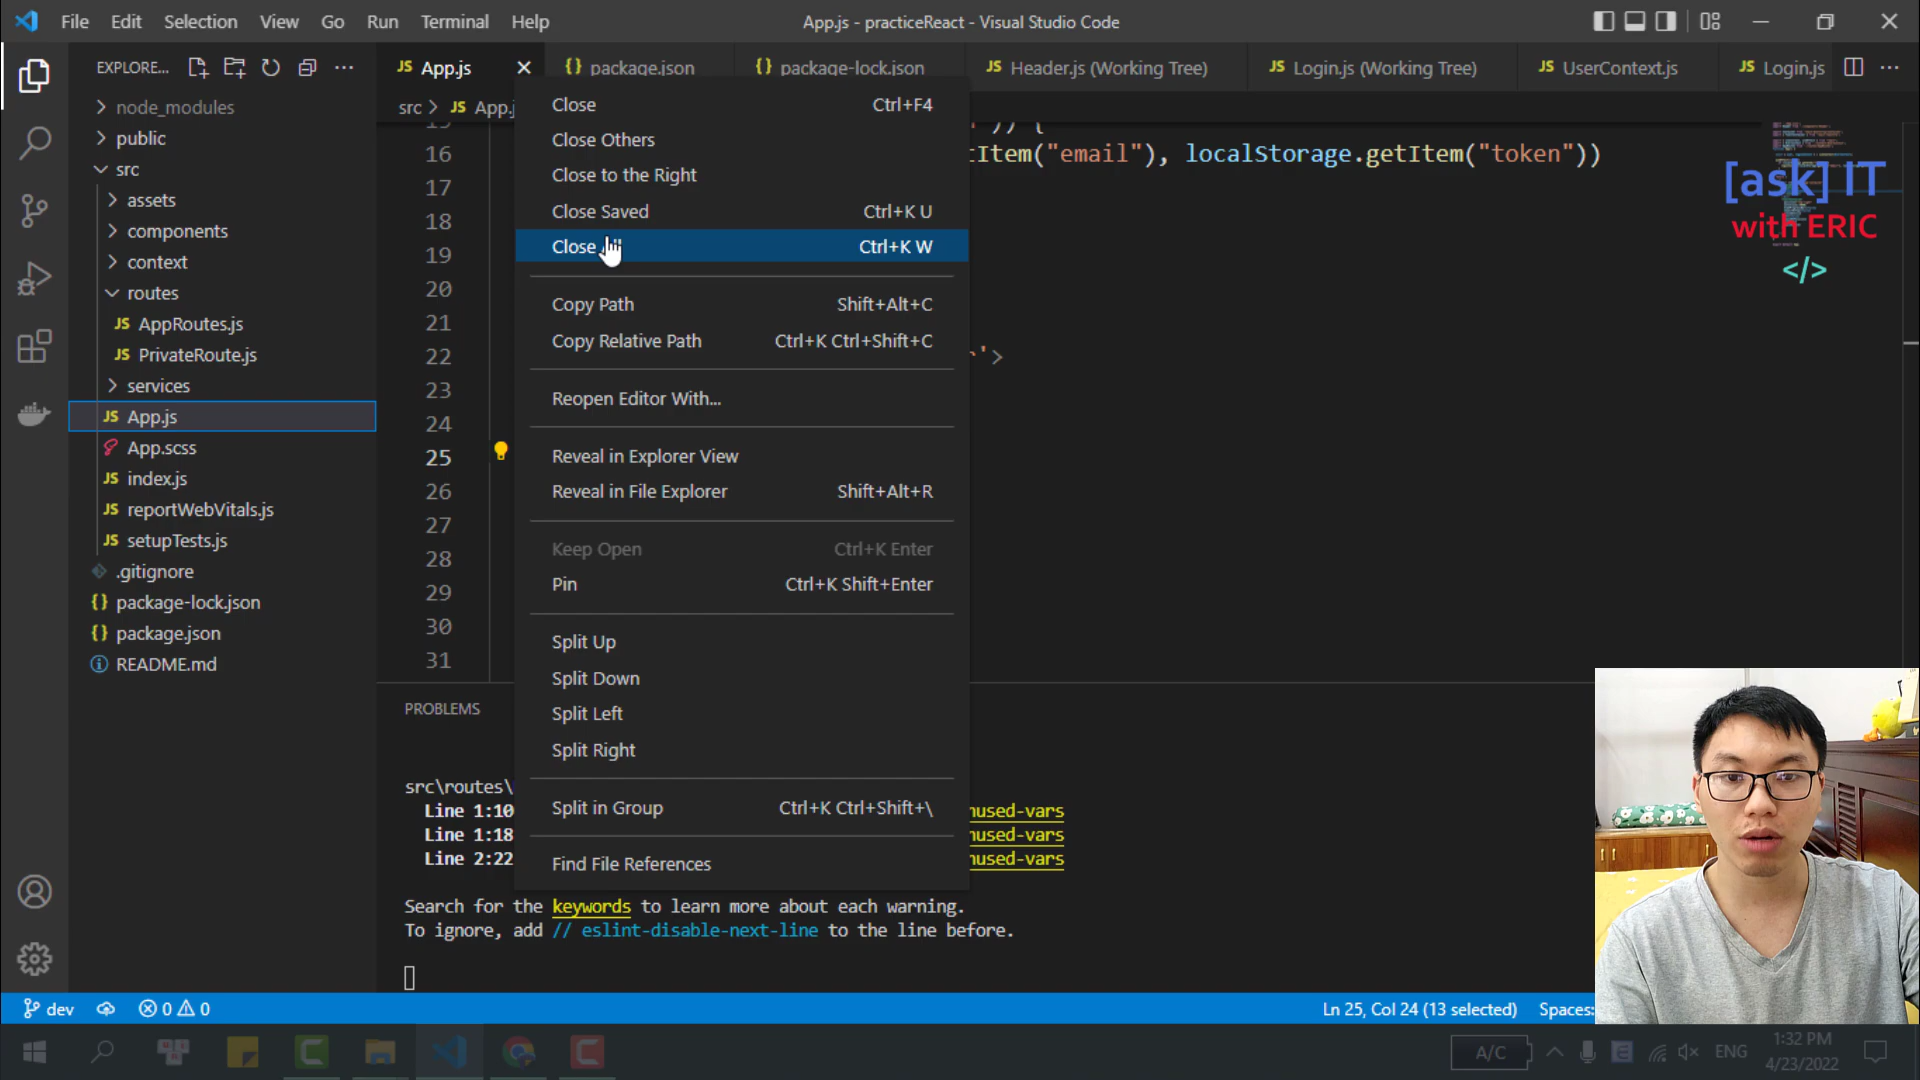 File Edit Selection View Go Run Terminal Help
App.js - practiceReact - Visual Studio Code
EXPLORE...
node_modules
public
src
assets
components
context
routes
JS AppRoutes.js
JS PrivateRoute.js
services
JS App.js
App.scss
JS index.js
JS reportWebVitals.js
JS setupTests.js
.gitignore
{} package-lock.json
{} package.json
README.md
JS App.js
{} package.json
{} package-lock.json
JS Header.js (Working Tree)
JS Login.js (Working Tree)
JS UserContext.js
JS Login.js
src > JS App.j
)) {
16 tItem("email"), localStorage.getItem("token"))
17
18
19
20
21
22 '>
23
24
25
26
27
28
29
30
31
Close Ctrl+F4
Close Others
Close to the Right
Close Saved Ctrl+K U
Close Ctrl+K W
Copy Path Shift+Alt+C
Copy Relative Path Ctrl+K Ctrl+Shift+C
Reopen Editor With...
Reveal in Explorer View
Reveal in File Explorer Shift+Alt+R
Keep Open Ctrl+K Enter
Pin Ctrl+K Shift+Enter
Split Up
Split Down
Split Left
Split Right
Split in Group Ctrl+K Ctrl+Shift+\
Find File References
[ask] IT
with ERIC
</>
PROBLEMS
src\routes\
Line 1:10 nused-vars
Line 1:18 nused-vars
Line 2:22 nused-vars
Search for the keywords to learn more about each warning.
To ignore, add // eslint-disable-next-line to the line before.
dev 0 0
Ln 25, Col 24 (13 selected) Spaces:
A/C
ENG
1:32 PM
4/23/2022